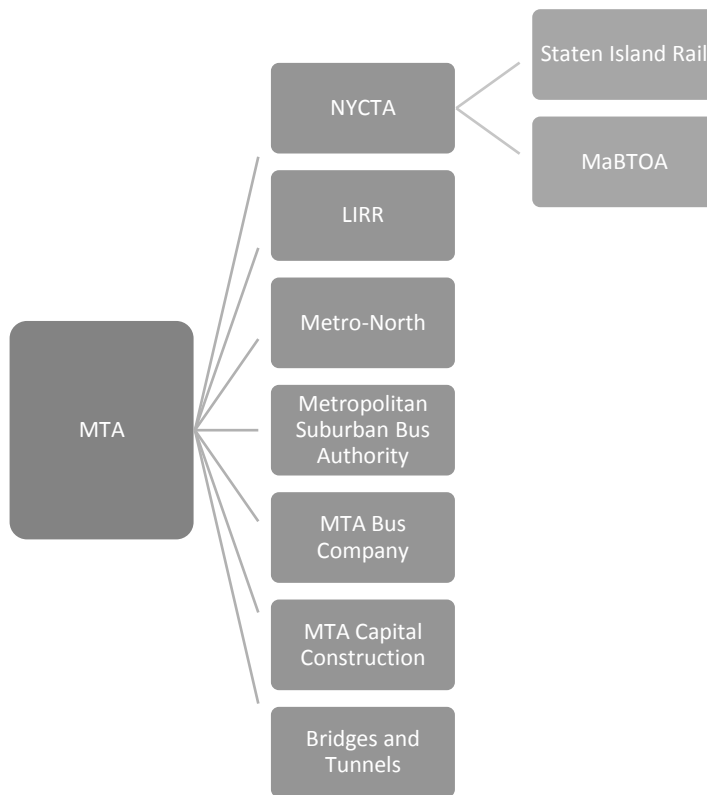 Staten Island Rail
NYCTA
MaBTOA
LIRR
Metro-North
MTA
Metropolitan
Suburban Bus
Authority
MTA Bus
Company
MTA Capital
Construction
Bridges and
Tunnels